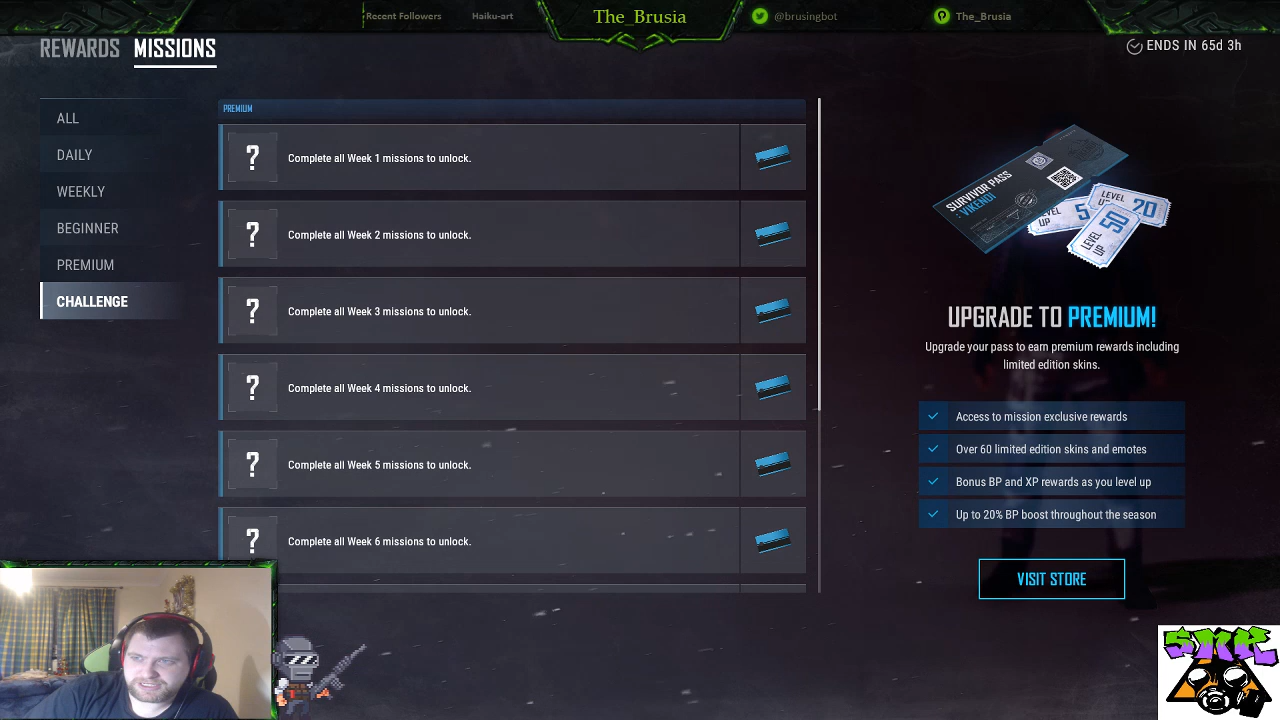 Recent Followers
Haiku-art
The_Brusia
@brusingbot
The_Brusia
REWARDS
MISSIONS
ENDS IN 65d 3h
ALL
DAILY
WEEKLY
BEGINNER
PREMIUM
CHALLENGE
PREMIUM
?
Complete all Week 1 missions to unlock.
?
Complete all Week 2 missions to unlock.
?
Complete all Week 3 missions to unlock.
?
Complete all Week 4 missions to unlock.
?
Complete all Week 5 missions to unlock.
?
Complete all Week 6 missions to unlock.
SURVIVOR PASS
: VIKENDI
LEVEL UP 5
LEVEL UP 20
LEVEL UP 50
UPGRADE TO PREMIUM!
Upgrade your pass to earn premium rewards including
limited edition skins.
Access to mission exclusive rewards
Over 60 limited edition skins and emotes
Bonus BP and XP rewards as you level up
Up to 20% BP boost throughout the season
VISIT STORE
SMK